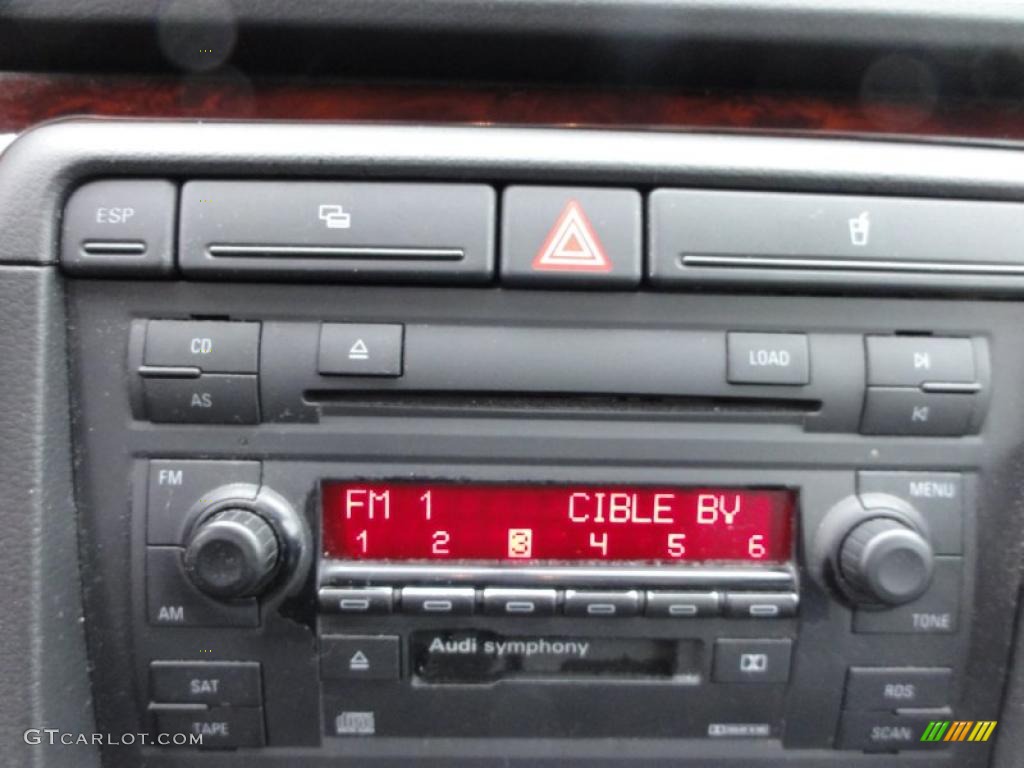 ESP
CD
LOAD
AS
FM
MENU
FM 1 CIBLE BY
1 2 3 4 5 6
AM
TONE
Audi symphony
SAT
RDS
TAPE
SCAN
GTCARLOT.COM